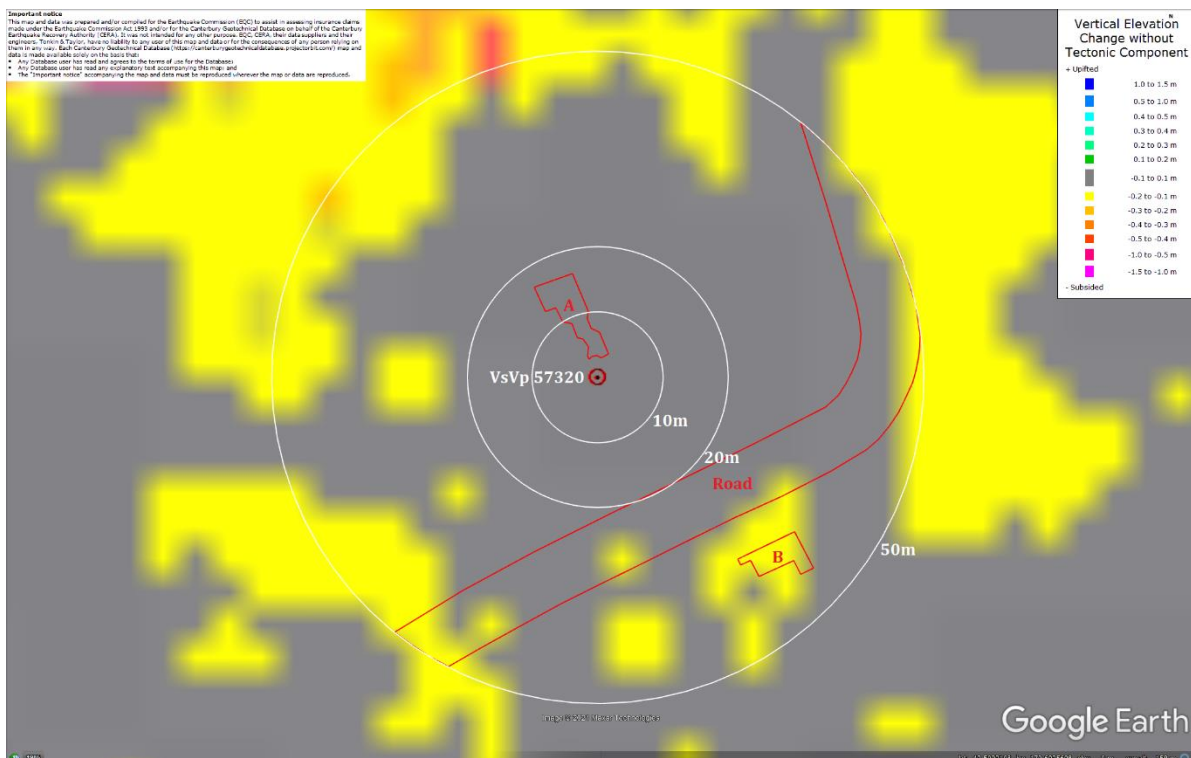 Important notice
This map and data was prepared and/or compiled for the Earthquake Commission (EQC) to assist in assessing insurance claims
made under the Earthquake Commission Act 1993 and/or for the Canterbury Geotechnical Database on behalf of the Canterbury
Earthquake Recovery Authority (CERA). It was not intended for any other purpose. EQC, CERA, their data suppliers and their
engineers, Tonkin & Taylor, have no liability to any user of this map and data or for the consequences of any person relying on
them in any way. Each Canterbury Geotechnical Database (https://canterburygeotechnicaldatabase.projectorbit.com/) map and
data is made available solely on the basis that:
• Any Database user has read and agrees to the terms of use for the Database;
• Any Database user has read any explanatory text accompanying this map; and
• The "Important notice" accompanying the map and data must be reproduced wherever the map or data are reproduced.
N
Vertical Elevation
Change without
Tectonic Component
+ Uplifted
1.0 to 1.5 m
0.5 to 1.0 m
0.4 to 0.5 m
0.3 to 0.4 m
0.2 to 0.3 m
0.1 to 0.2 m
-0.1 to 0.1 m
-0.2 to -0.1 m
-0.3 to -0.2 m
-0.4 to -0.3 m
-0.5 to -0.4 m
-1.0 to -0.5 m
-1.5 to -1.0 m
- Subsided
A
VsVp 57320
10m
20m
Road
B
50m
Google Earth